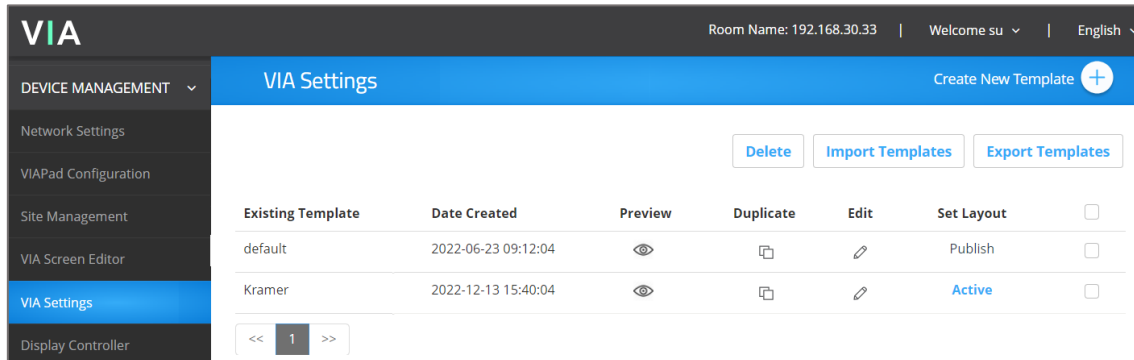 VIA
Room Name: 192.168.30.33 | Welcome su | English
DEVICE MANAGEMENT
VIA Settings
Create New Template
Network Settings
VIAPad Configuration
Site Management
VIA Screen Editor
VIA Settings
Display Controller
Delete Import Templates Export Templates
Existing Template Date Created Preview Duplicate Edit Set Layout
default 2022-06-23 09:12:04 Publish
Kramer 2022-12-13 15:40:04 Active
<< 1 >>